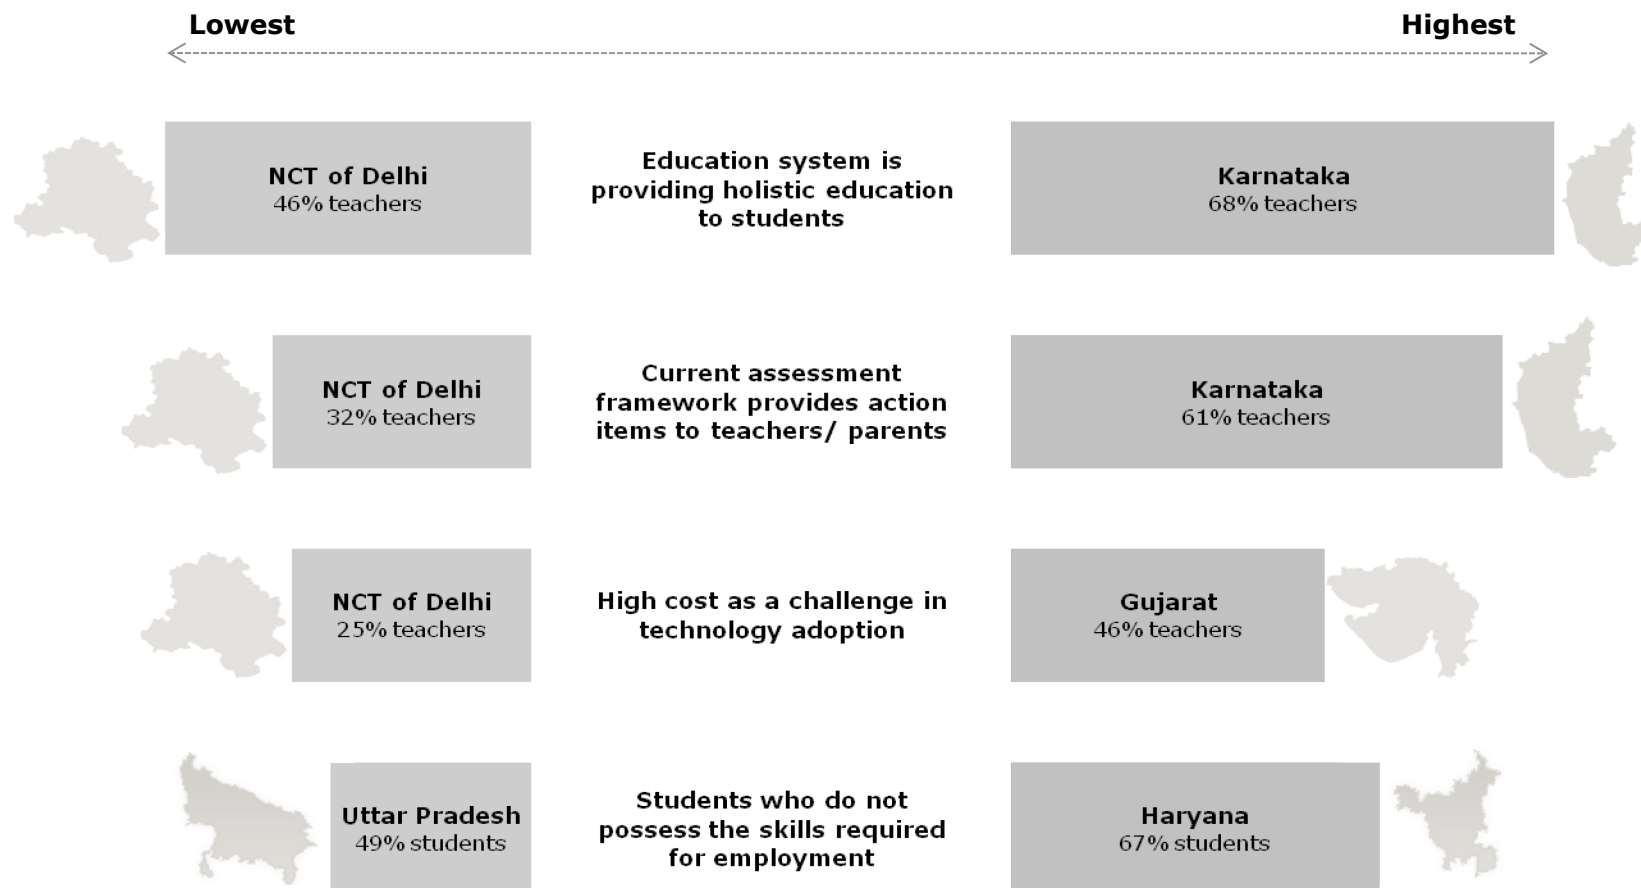 Lowest
Highest
NCT of Delhi
46% teachers
Education system is
providing holistic education
to students
Karnataka
68% teachers
NCT of Delhi
32% teachers
Current assessment
framework provides action
items to teachers/ parents
Karnataka
61% teachers
NCT of Delhi
25% teachers
High cost as a challenge in
technology adoption
Gujarat
46% teachers
Uttar Pradesh
49% students
Students who do not
possess the skills required
for employment
Haryana
67% students